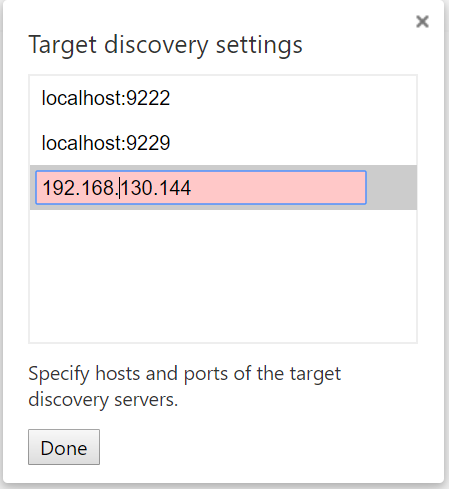 Target discovery settings
localhost:9222
localhost:9229
192.168.130.144
Specify hosts and ports of the target
discovery servers.
Done